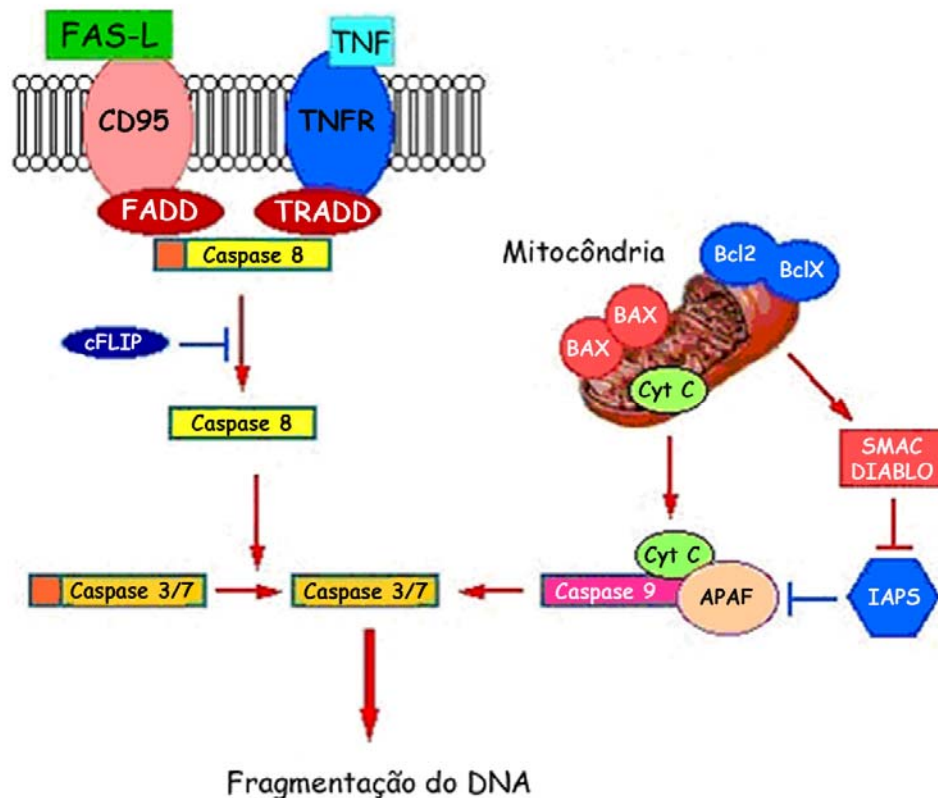 FAS-L
TNF
CD95
TNFR
FADD
TRADD
Caspase 8
cFLIP
Caspase 8
Mitocôndria
Bcl2
BclX
BAX
BAX
Cyt C
SMAC
DIABLO
Cyt C
Caspase 3/7
Caspase 3/7
Caspase 9
APAF
IAPS
Fragmentação do DNA